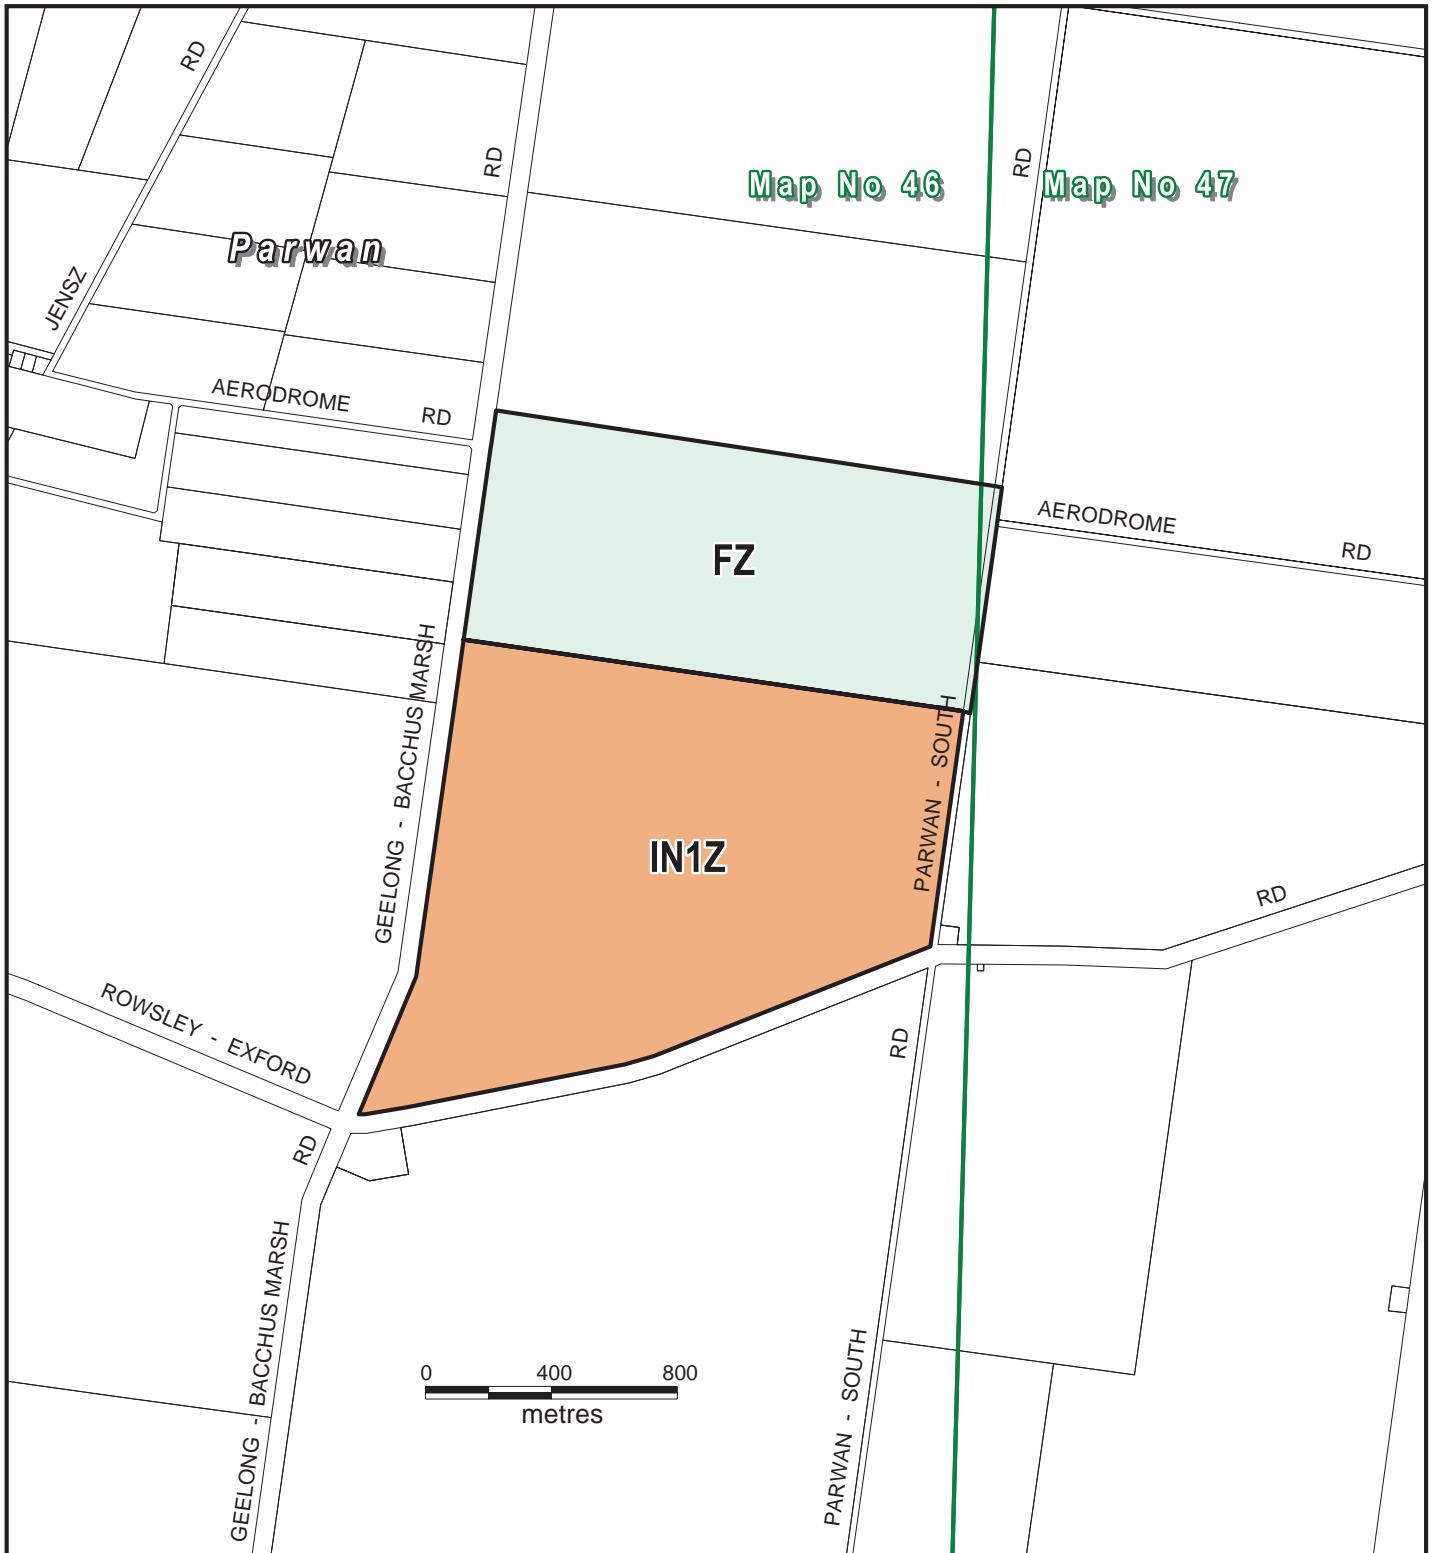 RD
RD
RD
Map No 46
Map No 47
Parwan
JENSZ
AERODROME
RD
AERODROME
RD
FZ
GEELONG - BACCHUS MARSH
PARWAN - SOUTH
IN1Z
RD
ROWSLEY - EXFORD
RD
RD
GEELONG - BACCHUS MARSH
PARWAN - SOUTH
0 400 800
metres